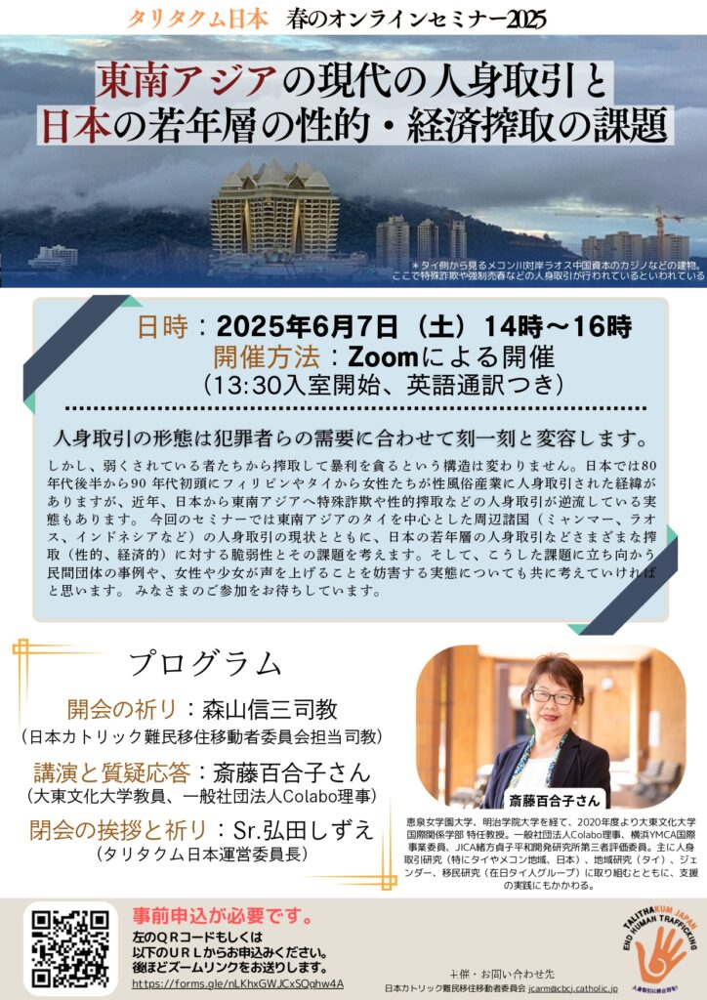 タリタクム日本 春のオンラインセミナー2025
東南アジアの現代の人身取引と
日本の若年層の性的・経済搾取の課題
＊タイ側から見るメコン川対岸ラオス中国資本のカジノなどの建物。
ここで特殊詐欺や強制売春などの人身取引が行われているといわれている
日時：2025年6月7日（土）14時〜16時
開催方法：Zoomによる開催
（13:30入室開始、英語通訳つき）
人身取引の形態は犯罪者らの需要に合わせて刻一刻と変容します。
しかし、弱くされている者たちから搾取して暴利を貪るという構造は変わりません。日本では80
年代後半から90 年代初頭にフィリピンやタイから女性たちが性風俗産業に人身取引された経緯が
ありますが、近年、日本から東南アジアへ特殊詐欺や性的搾取などの人身取引が逆流している実
態もあります。 今回のセミナーでは東南アジアのタイを中心とした周辺諸国（ミャンマー、ラオ
ス、インドネシアなど）の人身取引の現状とともに、日本の若年層の人身取引などさまざまな搾
取（性的、経済的）に対する脆弱性とその課題を考えます。そして、こうした課題に立ち向かう
民間団体の事例や、女性や少女が声を上げることを妨害する実態についても共に考えていければ
と思います。 みなさまのご参加をお待ちしています。
プログラム
開会の祈り：森山信三司教
（日本カトリック難民移住移動者委員会担当司教）
講演と質疑応答：斎藤百合子さん
（大東文化大学教員、一般社団法人Colabo理事）
閉会の挨拶と祈り：Sr.弘田しずえ
（タリタクム日本運営委員長）
斎藤百合子さん
恵泉女学園大学、明治学院大学を経て、2020年度より大東文化大学
国際関係学部 特任教授。一般社団法人Colabo理事、横浜YMCA国際
事業委員、JICA緒方貞子平和開発研究所第三者評価委員。主に人身
取引研究（特にタイやメコン地域、日本）、地域研究（タイ）、ジェ
ンダー、移民研究（在日タイ人グループ）に取り組むとともに、支援
の実践にもかかわる。
事前申込が必要です。
左のＱＲコードもしくは
以下のＵＲＬからお申込みください。
後ほどズームリンクをお送りします。
https://forms.gle/nLKhxGWJCxSQqhw4A
主催・お問い合わせ先
日本カトリック難民移住移動者委員会 jcarm@cbcj.catholic.jp
TALITHAKUM JAPAN
END HUMAN TRAFFICKING
人身取引に終止符を!